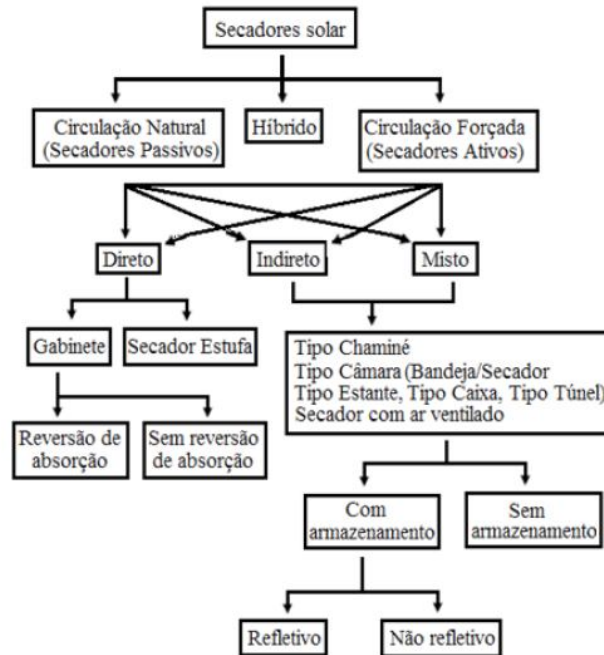 Secadores solar
Circulação Natural
(Secadores Passivos)
Híbrido
Circulação Forçada
(Secadores Ativos)
Direto
Indireto
Misto
Gabinete
Secador Estufa
Tipo Chaminé
Tipo Câmara (Bandeja/Secador
Tipo Estante, Tipo Caixa, Tipo Túnel)
Secador com ar ventilado
Reversão de
absorção
Sem reversão
de absorção
Com
armazenamento
Sem
armazenamento
Refletivo
Não refletivo